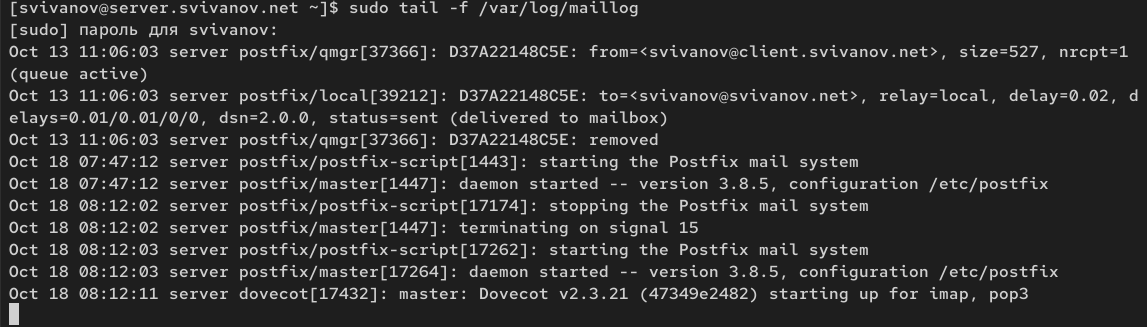 [svivanov@server.svivanov.net ~]$ sudo tail -f /var/log/maillog
[sudo] пароль для svivanov:
Oct 13 11:06:03 server postfix/qmgr[37366]: D37A22148C5E: from=<svivanov@client.svivanov.net>, size=527, nrcpt=1
(queue active)
Oct 13 11:06:03 server postfix/local[39212]: D37A22148C5E: to=<svivanov@svivanov.net>, relay=local, delay=0.02, d
elays=0.01/0.01/0/0, dsn=2.0.0, status=sent (delivered to mailbox)
Oct 13 11:06:03 server postfix/qmgr[37366]: D37A22148C5E: removed
Oct 18 07:47:12 server postfix/postfix-script[1443]: starting the Postfix mail system
Oct 18 07:47:12 server postfix/master[1447]: daemon started -- version 3.8.5, configuration /etc/postfix
Oct 18 08:12:02 server postfix/postfix-script[17174]: stopping the Postfix mail system
Oct 18 08:12:02 server postfix/master[1447]: terminating on signal 15
Oct 18 08:12:03 server postfix/postfix-script[17262]: starting the Postfix mail system
Oct 18 08:12:03 server postfix/master[17264]: daemon started -- version 3.8.5, configuration /etc/postfix
Oct 18 08:12:11 server dovecot[17432]: master: Dovecot v2.3.21 (47349e2482) starting up for imap, pop3